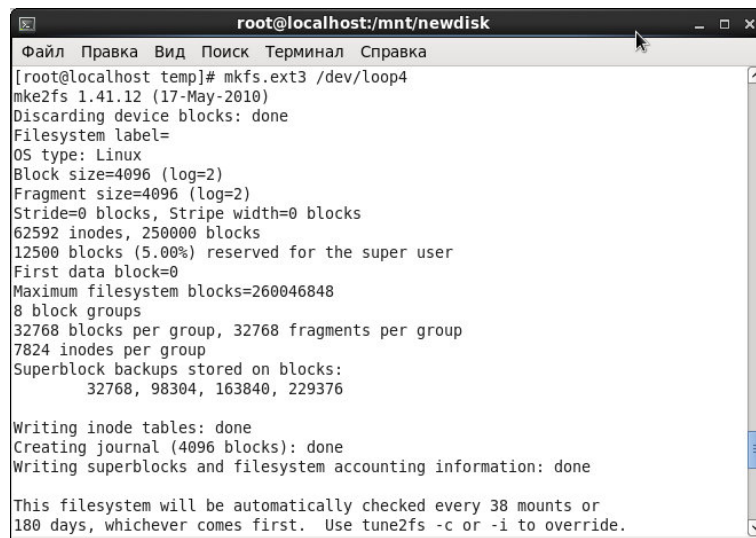 root@localhost:/mnt/newdisk
Файл Правка Вид Поиск Терминал Справка
[root@localhost temp]# mkfs.ext3 /dev/loop4
mke2fs 1.41.12 (17-May-2010)
Discarding device blocks: done
Filesystem label=
OS type: Linux
Block size=4096 (log=2)
Fragment size=4096 (log=2)
Stride=0 blocks, Stripe width=0 blocks
62592 inodes, 250000 blocks
12500 blocks (5.00%) reserved for the super user
First data block=0
Maximum filesystem blocks=260046848
8 block groups
32768 blocks per group, 32768 fragments per group
7824 inodes per group
Superblock backups stored on blocks:
32768, 98304, 163840, 229376
Writing inode tables: done
Creating journal (4096 blocks): done
Writing superblocks and filesystem accounting information: done
This filesystem will be automatically checked every 38 mounts or
180 days, whichever comes first.  Use tune2fs -c or -i to override.